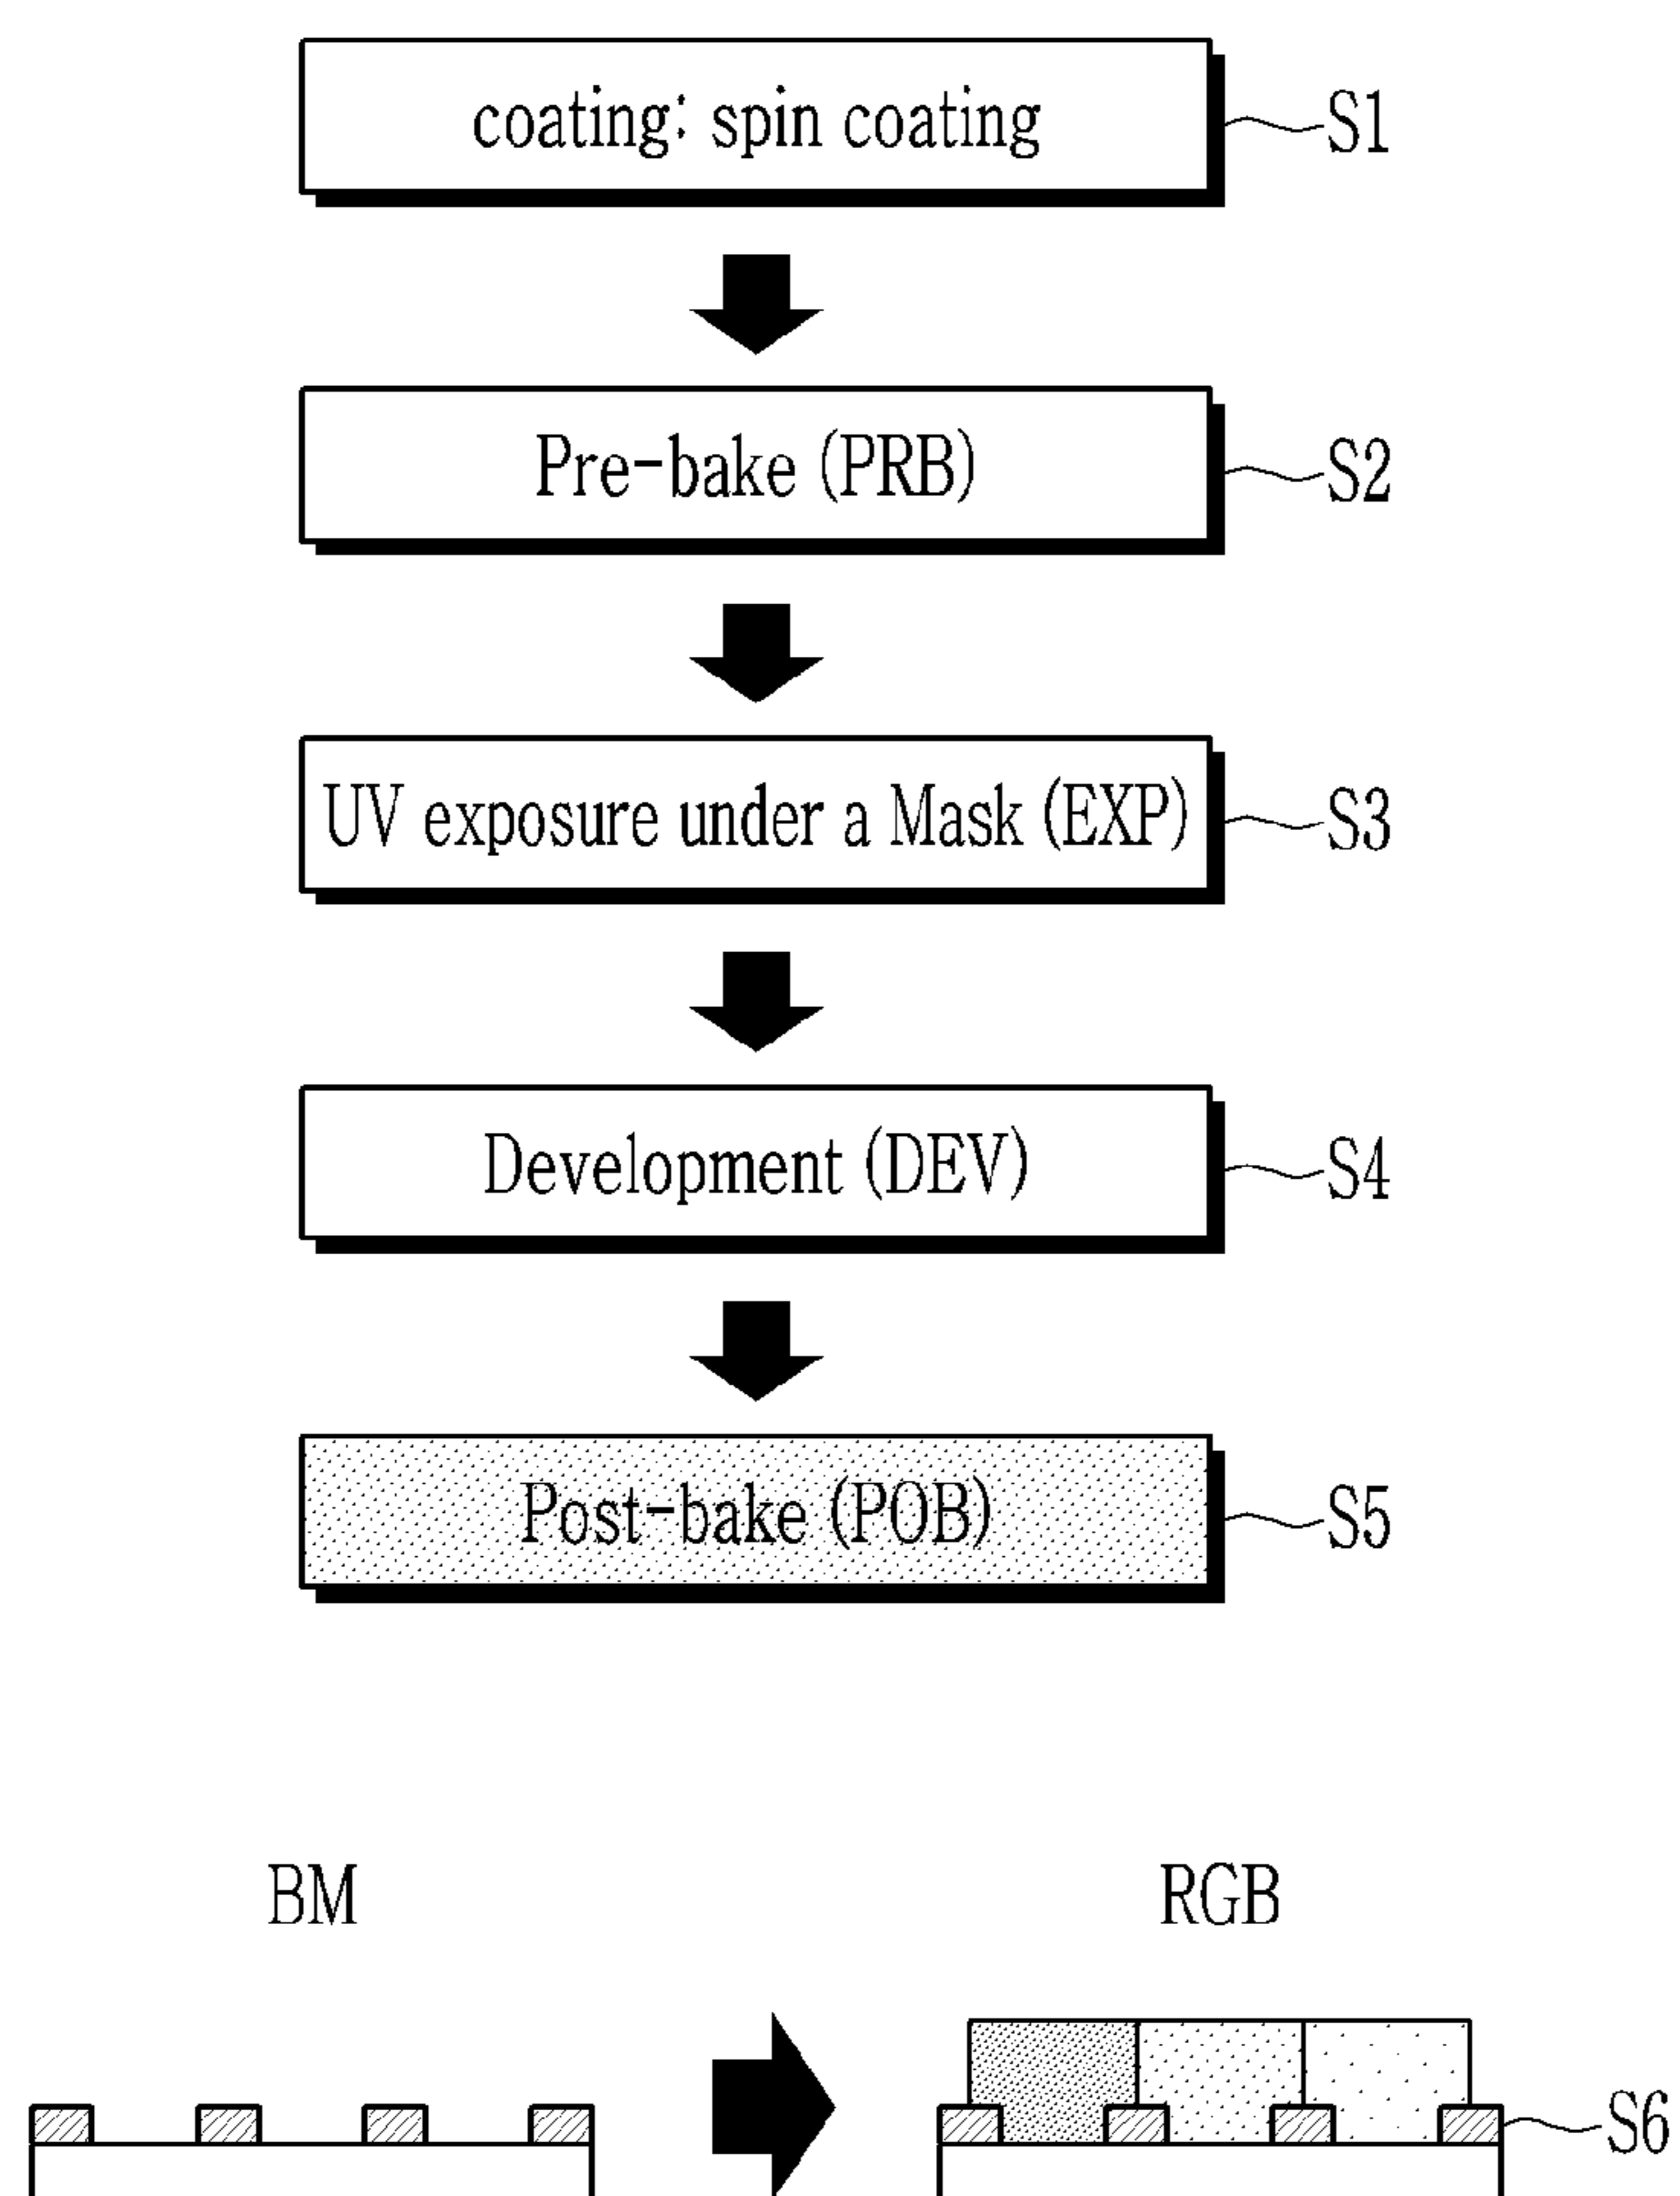 coating: spin coating
S1
Pre-bake (PRB)
S2
UV exposure under a Mask (EXP)
S3
Development (DEV)
S4
Post-bake (POB)
S5
BM
RGB
S6